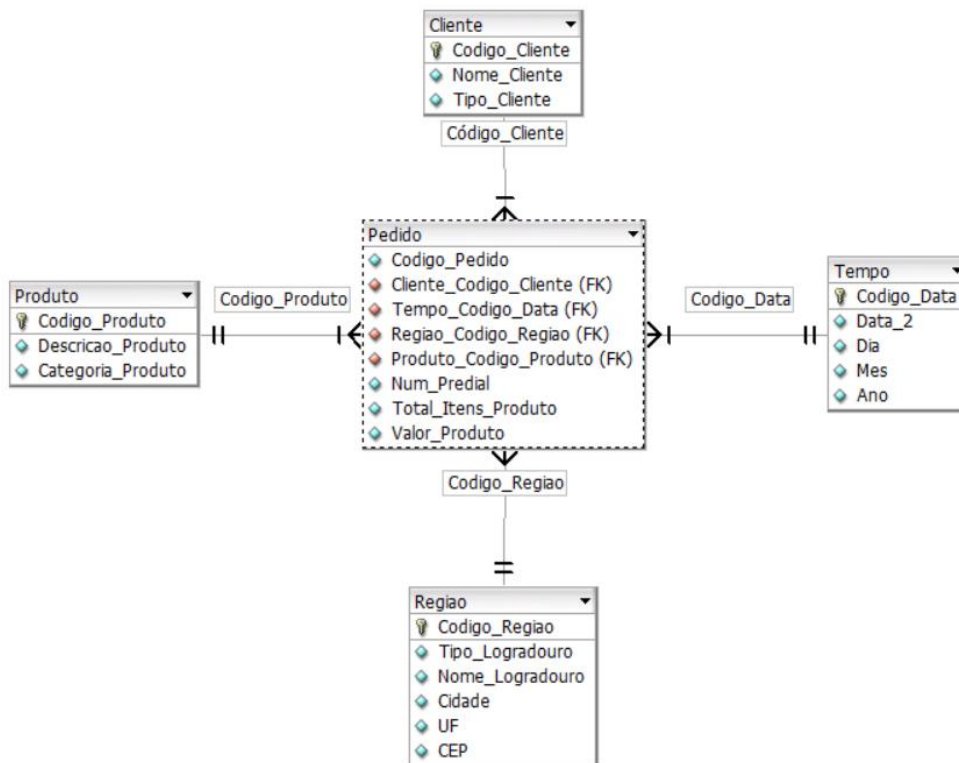 Cliente
Codigo_Cliente
Nome_Cliente
Tipo_Cliente
Código_Cliente
Pedido
Codigo_Pedido
Cliente_Codigo_Cliente (FK)
Tempo_Codigo_Data (FK)
Regiao_Codigo_Regiao (FK)
Produto_Codigo_Produto (FK)
Num_Predial
Total_Itens_Produto
Valor_Produto
Produto
Codigo_Produto
Descricao_Produto
Categoria_Produto
Codigo_Produto
Codigo_Data
Tempo
Codigo_Data
Data_2
Dia
Mes
Ano
Codigo_Regiao
Regiao
Codigo_Regiao
Tipo_Logradouro
Nome_Logradouro
Cidade
UF
CEP